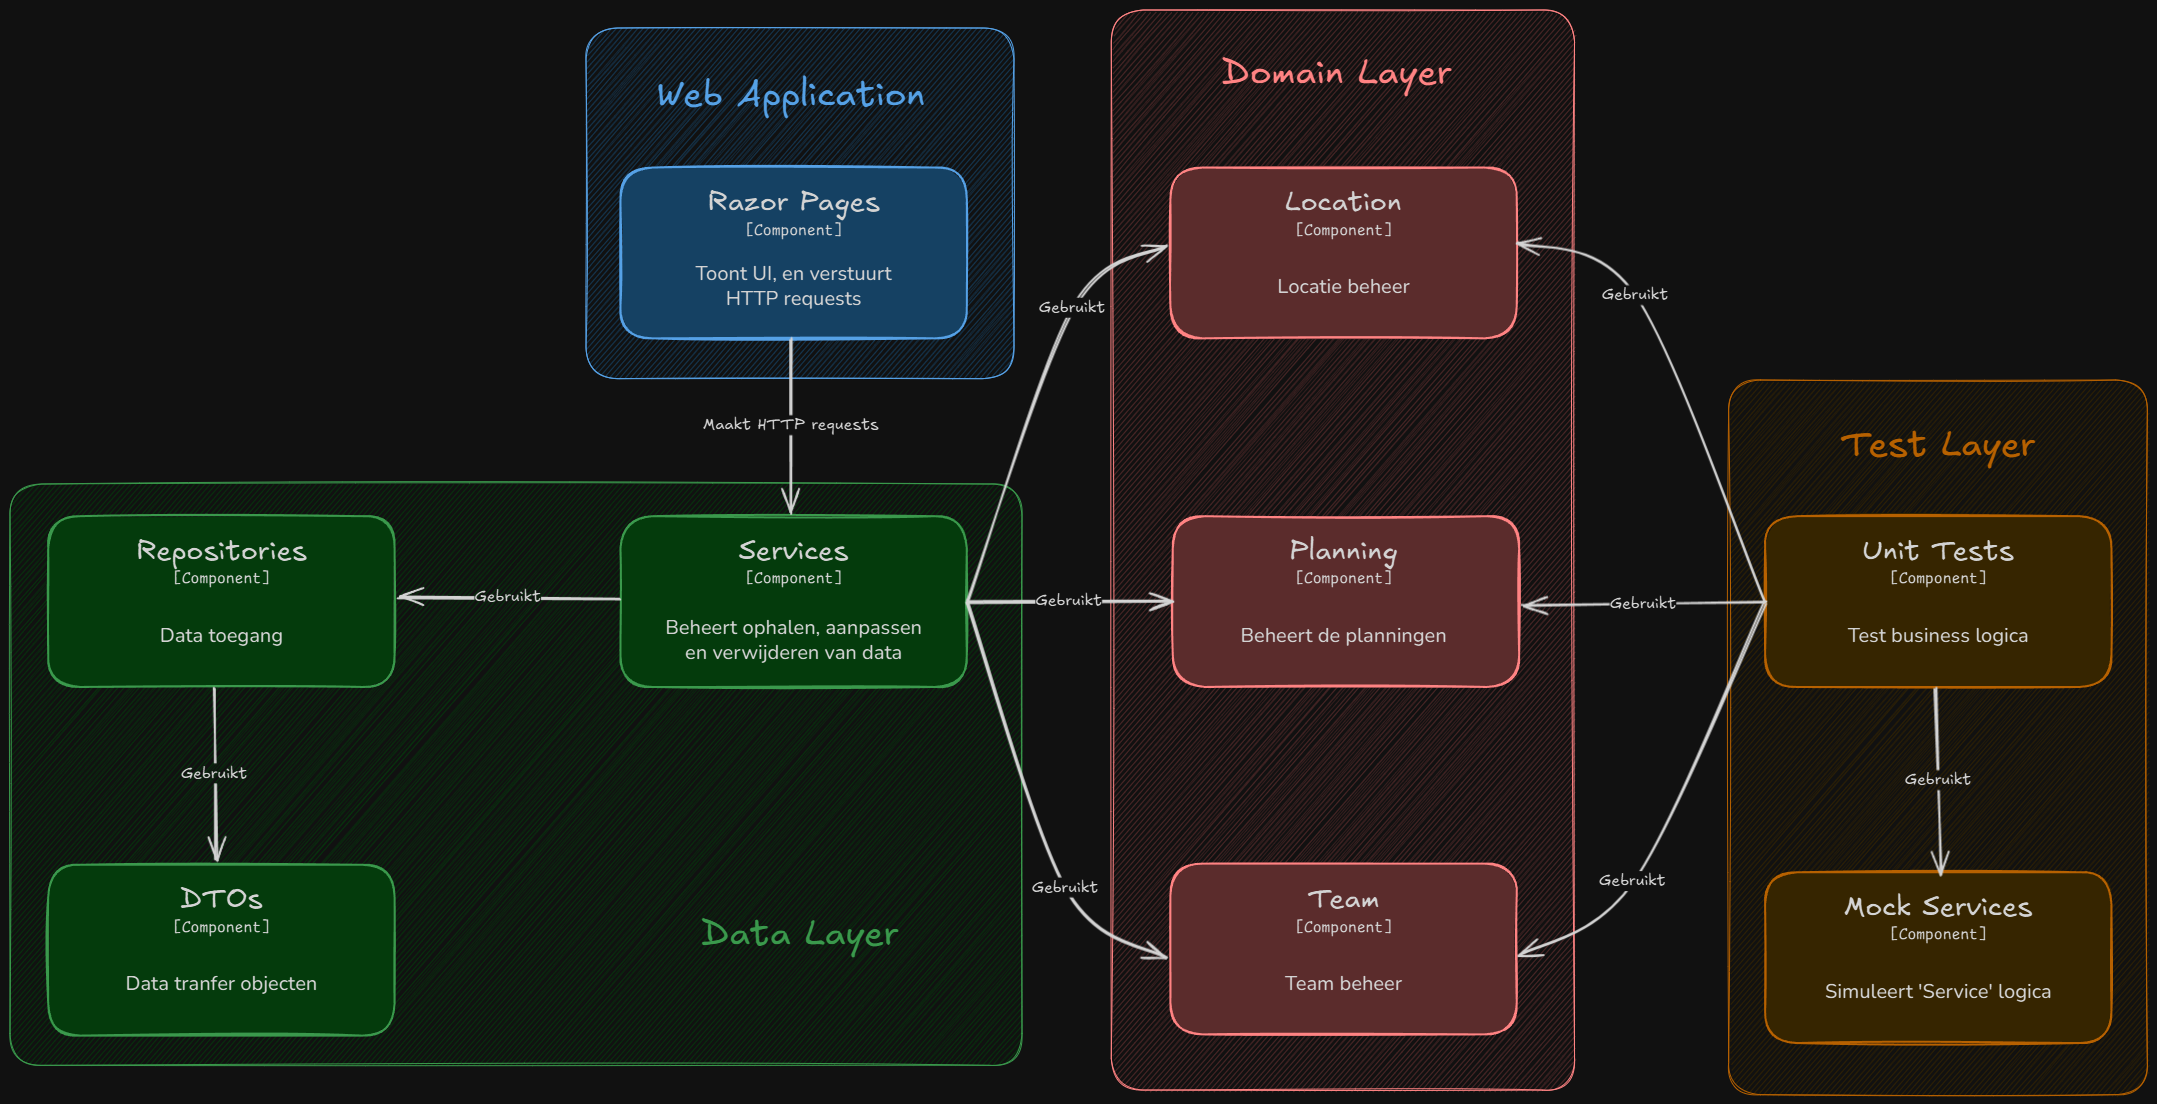 Web Application
Razor Pages
[Component]
Toont UI, en verstuurt
HTTP requests
Maakt HTTP requests
Repositories
[Component]
Data toegang
Gebruikt
Services
[Component]
Beheert ophalen, aanpassen
en verwijderen van data
Gebruikt
DTOs
[Component]
Data tranfer objecten
Data Layer
Gebruikt
Gebruikt
Gebruikt
Domain Layer
Location
[Component]
Locatie beheer
Planning
[Component]
Beheert de planningen
Team
[Component]
Team beheer
Gebruikt
Gebruikt
Gebruikt
Test Layer
Unit Tests
[Component]
Test business logica
Gebruikt
Mock Services
[Component]
Simuleert 'Service' logica